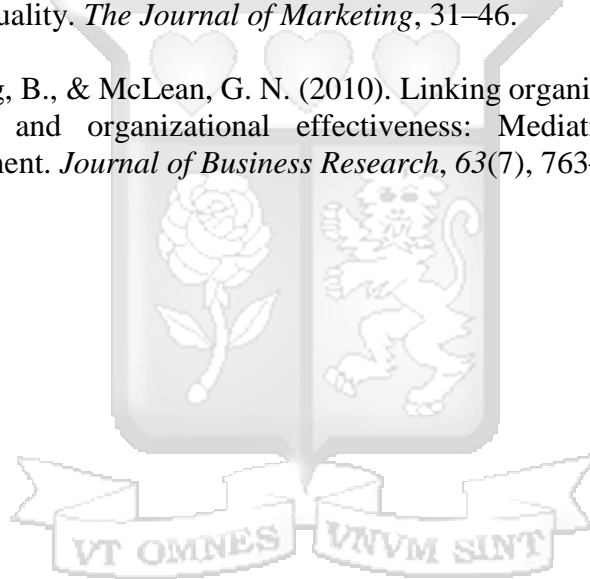 uality. The Journal of Marketing, 31–46.
g, B., & McLean, G. N. (2010). Linking organi
and organizational effectiveness: Mediat
nent. Journal of Business Research, 63(7), 763
VT OMNES VNVM SINT